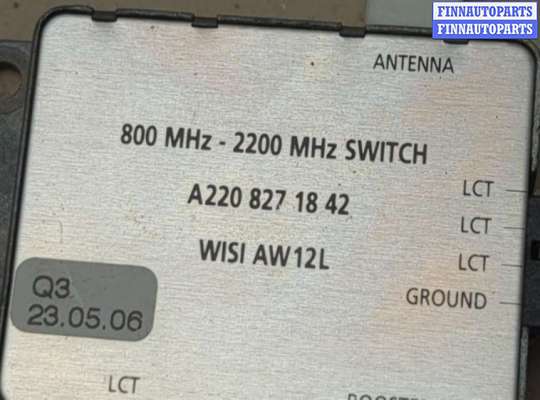 FINNAUTOPARTS
FINNAUTOPARTS
ANTENNA
800 MHz - 2200 MHz SWITCH
A220 827 18 42
WISI AW12L
LCT
LCT
LCT
GROUND
Q3
23.05.06
LCT